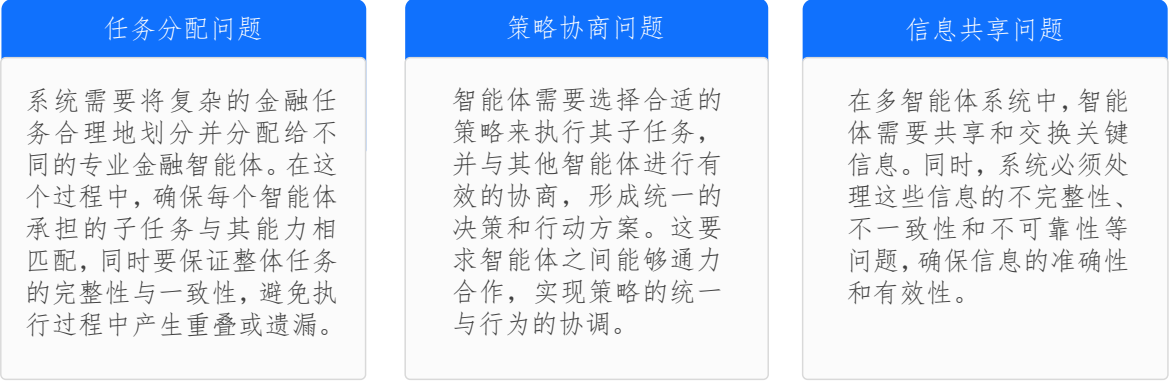 任务分配问题
系统需要将复杂的金融任
务合理地划分并分配给不
同的专业金融智能体。在这
个过程中,确保每个智能体
承担的子任务与其能力相
匹配,同时要保证整体任务
的完整性与一致性,避免执
行过程中产生重叠或遗漏。
策略协商问题
智能体需要选择合适的
策略来执行其子任务,
并与其他智能体进行有
效的协商，形成统一的
决策和行动方案。这要
求智能体之间能够通力
合作，实现策略的统一
与行为的协调。
信息共享问题
在多智能体系统中,智能
体需要共享和交换关键
信息。同时，系统必须处
理这些信息的不完整性、
不一致性和不可靠性等
问题,确保信息的准确性
和有效性。